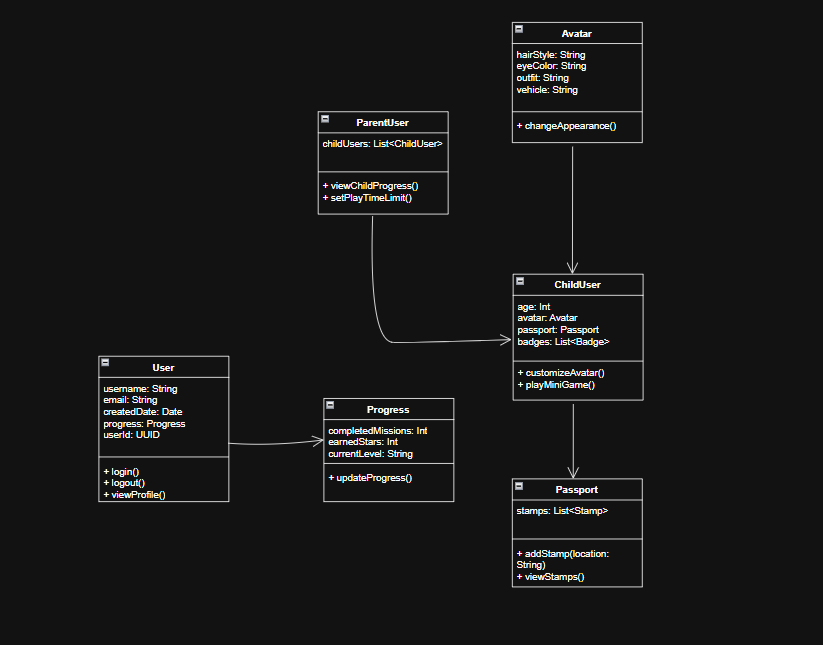 Avatar
hairStyle: String
eyeColor: String
outfit: String
vehicle: String
+ changeAppearance()
ParentUser
childUsers: List<ChildUser>
+ viewChildProgress()
+ setPlayTimeLimit()
ChildUser
age: Int
avatar: Avatar
passport: Passport
badges: List<Badge>
+ customizeAvatar()
+ playMiniGame()
User
username: String
email: String
createdDate: Date
progress: Progress
userId: UUID
+ login()
+ logout()
+ viewProfile()
Progress
completedMissions: Int
earnedStars: Int
currentLevel: String
+ updateProgress()
Passport
stamps: List<Stamp>
+ addStamp(location:
String)
+ viewStamps()